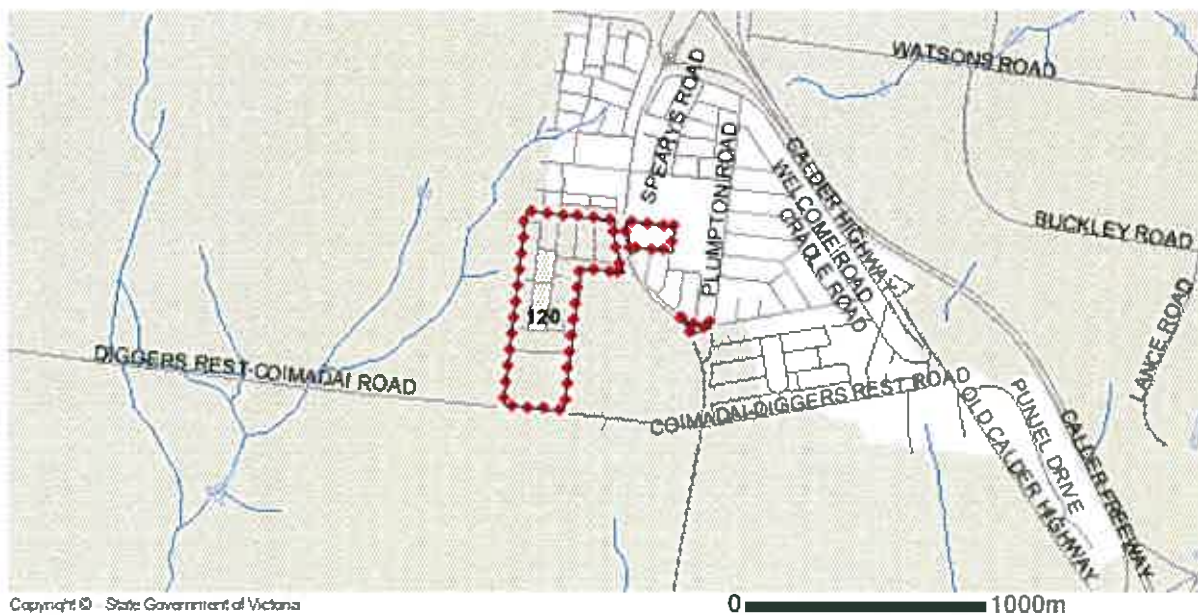 WATSONS ROAD
SPEARYS ROAD
PLUMPTON ROAD
CALDER HIGHWAY
WELCOME ROAD
CRADLE ROAD
BUCKLEY ROAD
LANCE ROAD
120
DIGGERS REST-COIMADAI ROAD
COIMADAI-DIGGERS REST ROAD
OLD CALDER HIGHWAY
PUNJEL DRIVE
CALDER FREEWAY
Copyright © - State Government of Victoria
0 1000m